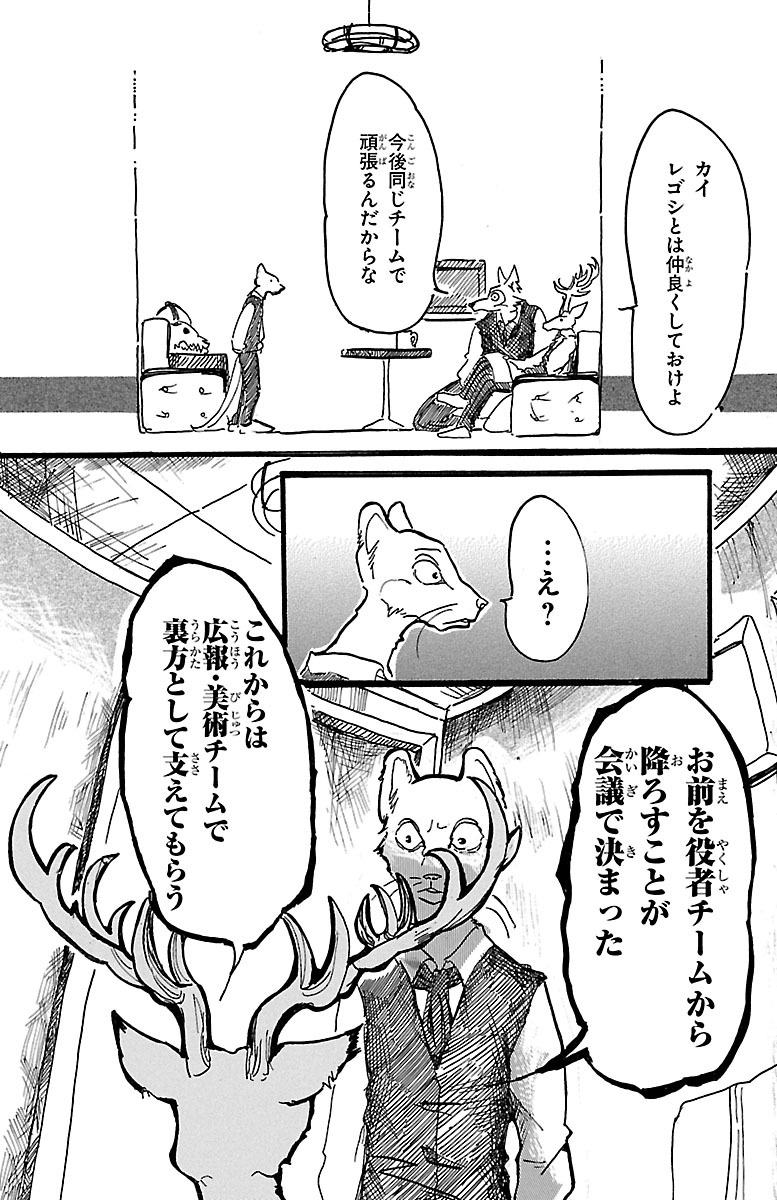 カイ
レゴシとは仲良くしておけよ
今後同じチームで
頑張るんだからな
…え？
お前を役者チームから
降ろすことが
会議で決まった
これからは
広報・美術チームで
裏方として支えてもらう